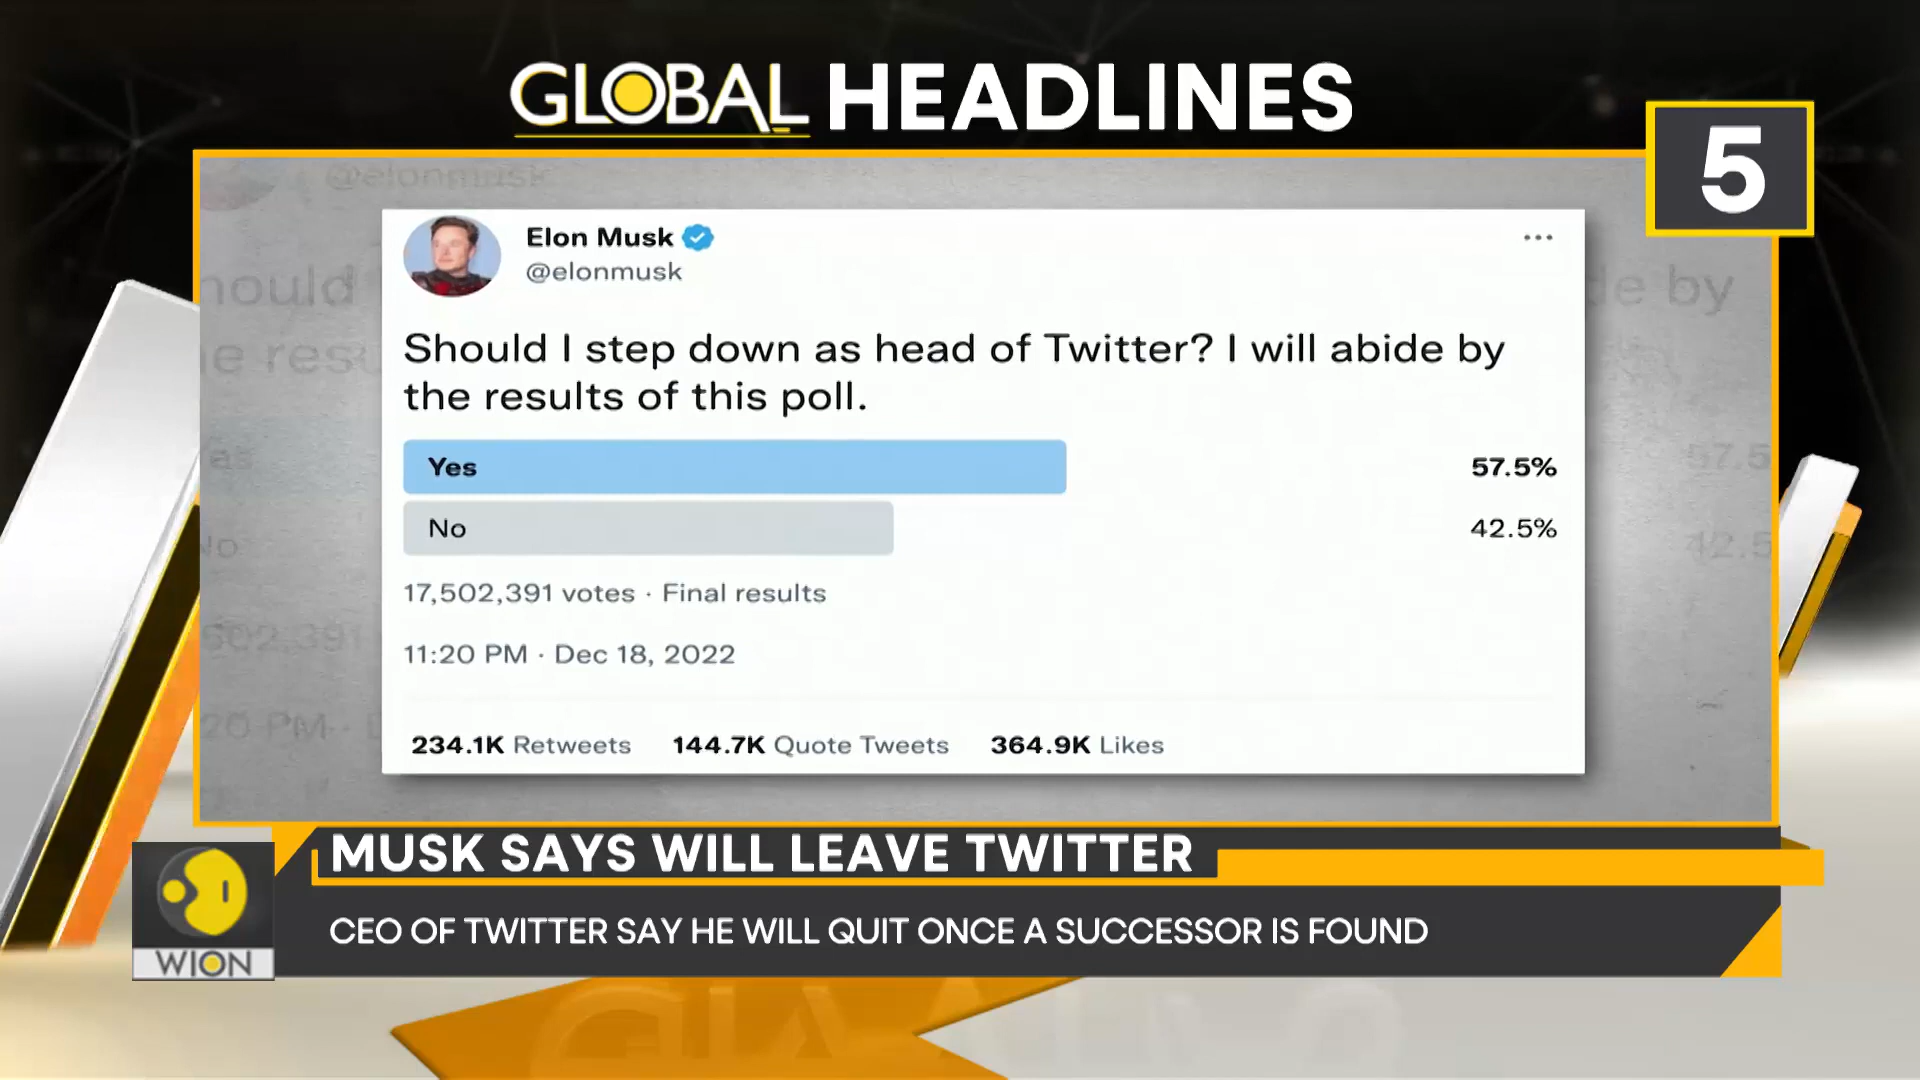 GLOBAL HEADLINES
5
Elon Musk
@elonmusk
Should I step down as head of Twitter? I will abide by
the results of this poll.
Yes 57.5%
No 42.5%
17,502,391 votes · Final results
11:20 PM · Dec 18, 2022
234.1K Retweets 144.7K Quote Tweets 364.9K Likes
MUSK SAYS WILL LEAVE TWITTER
CEO OF TWITTER SAY HE WILL QUIT ONCE A SUCCESSOR IS FOUND
WION